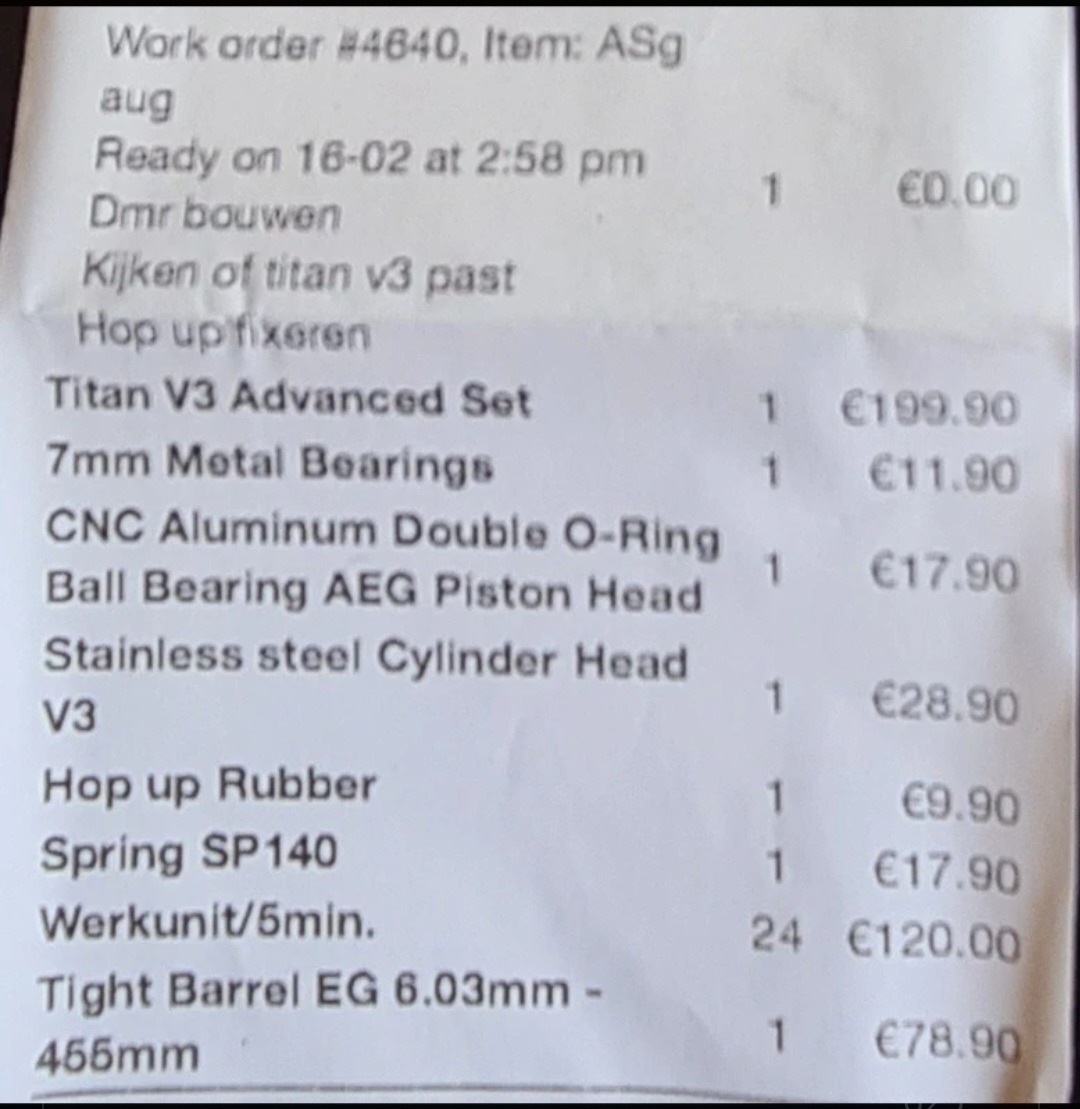 Work order #4640, Item: ASg
aug
Ready on 16-02 at 2:58 pm
1 €0.00
Dmr bouwen
Kijken of titan v3 past
Hop up fixeren
Titan V3 Advanced Set 1 €199.90
7mm Metal Bearings 1 €11.90
CNC Aluminum Double O-Ring
Ball Bearing AEG Piston Head 1 €17.90
Stainless steel Cylinder Head
V3 1 €28.90
Hop up Rubber 1 €9.90
Spring SP140 1 €17.90
Werkunit/5min. 24 €120.00
Tight Barrel EG 6.03mm -
455mm 1 €78.90